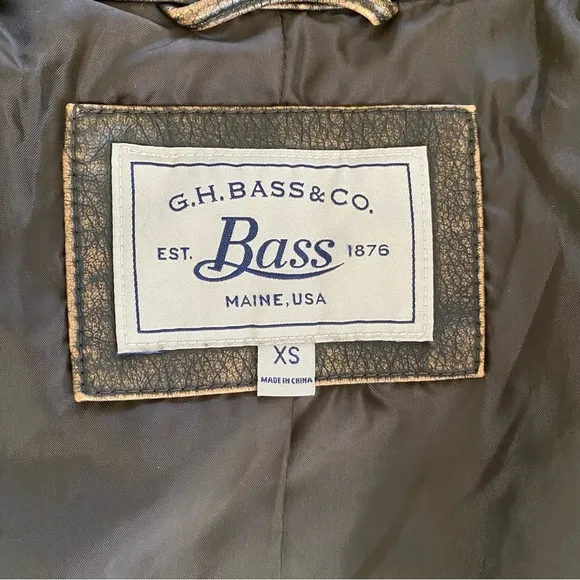 G.H. BASS & CO.
EST. Bass 1876
MAINE, USA
XS
MADE IN CHINA